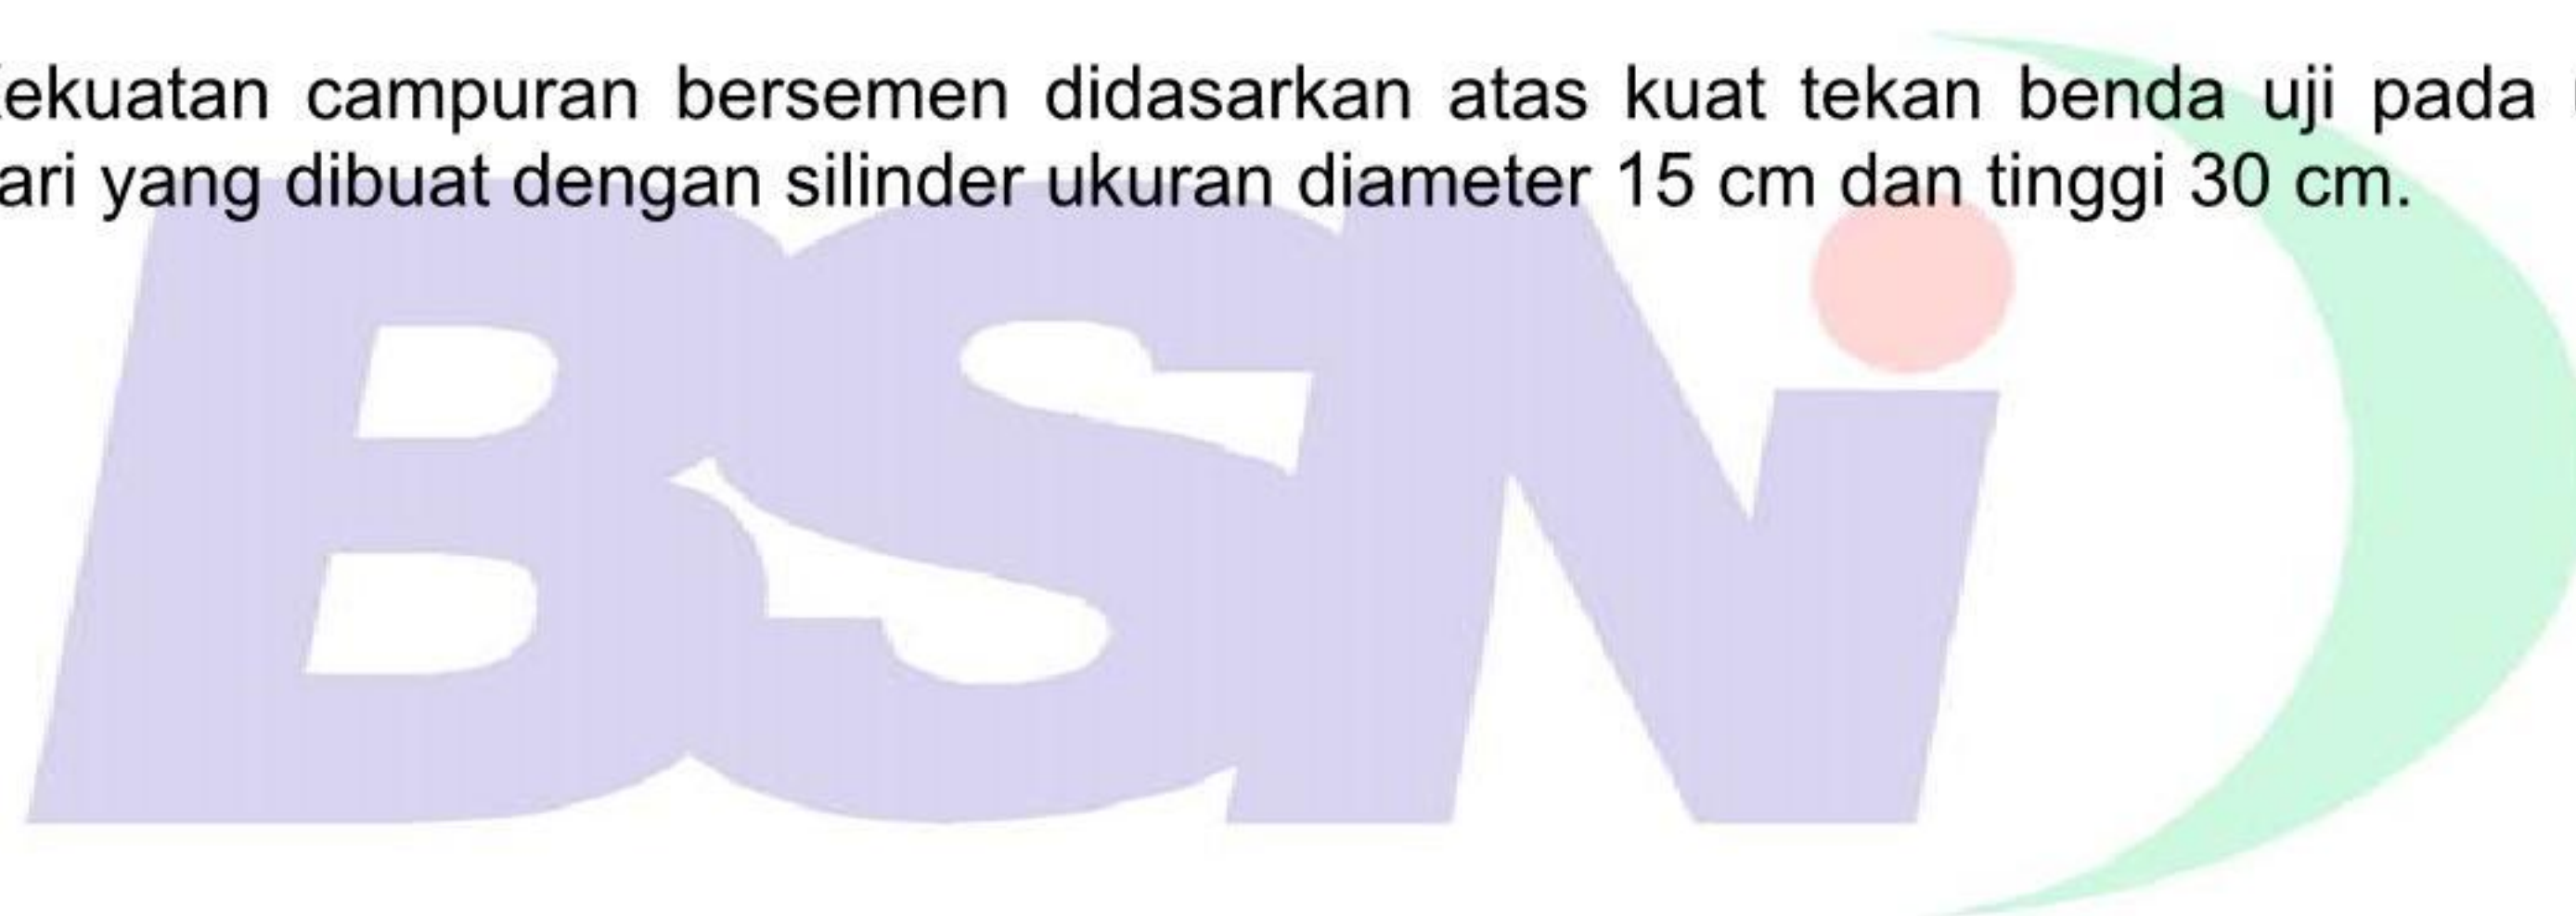 ekuatan campuran bersemen didasarkan atas kuat tekan benda uji pada
ari yang dibuat dengan silinder ukuran diameter 15 cm dan tinggi 30 cm.
BSNi